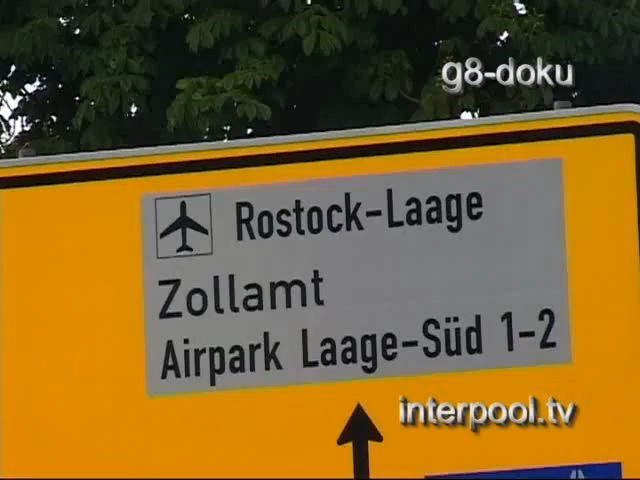 g8-doku
Rostock-Laage
Zollamt
Airpark Laage-Süd 1-2
interpool.tv